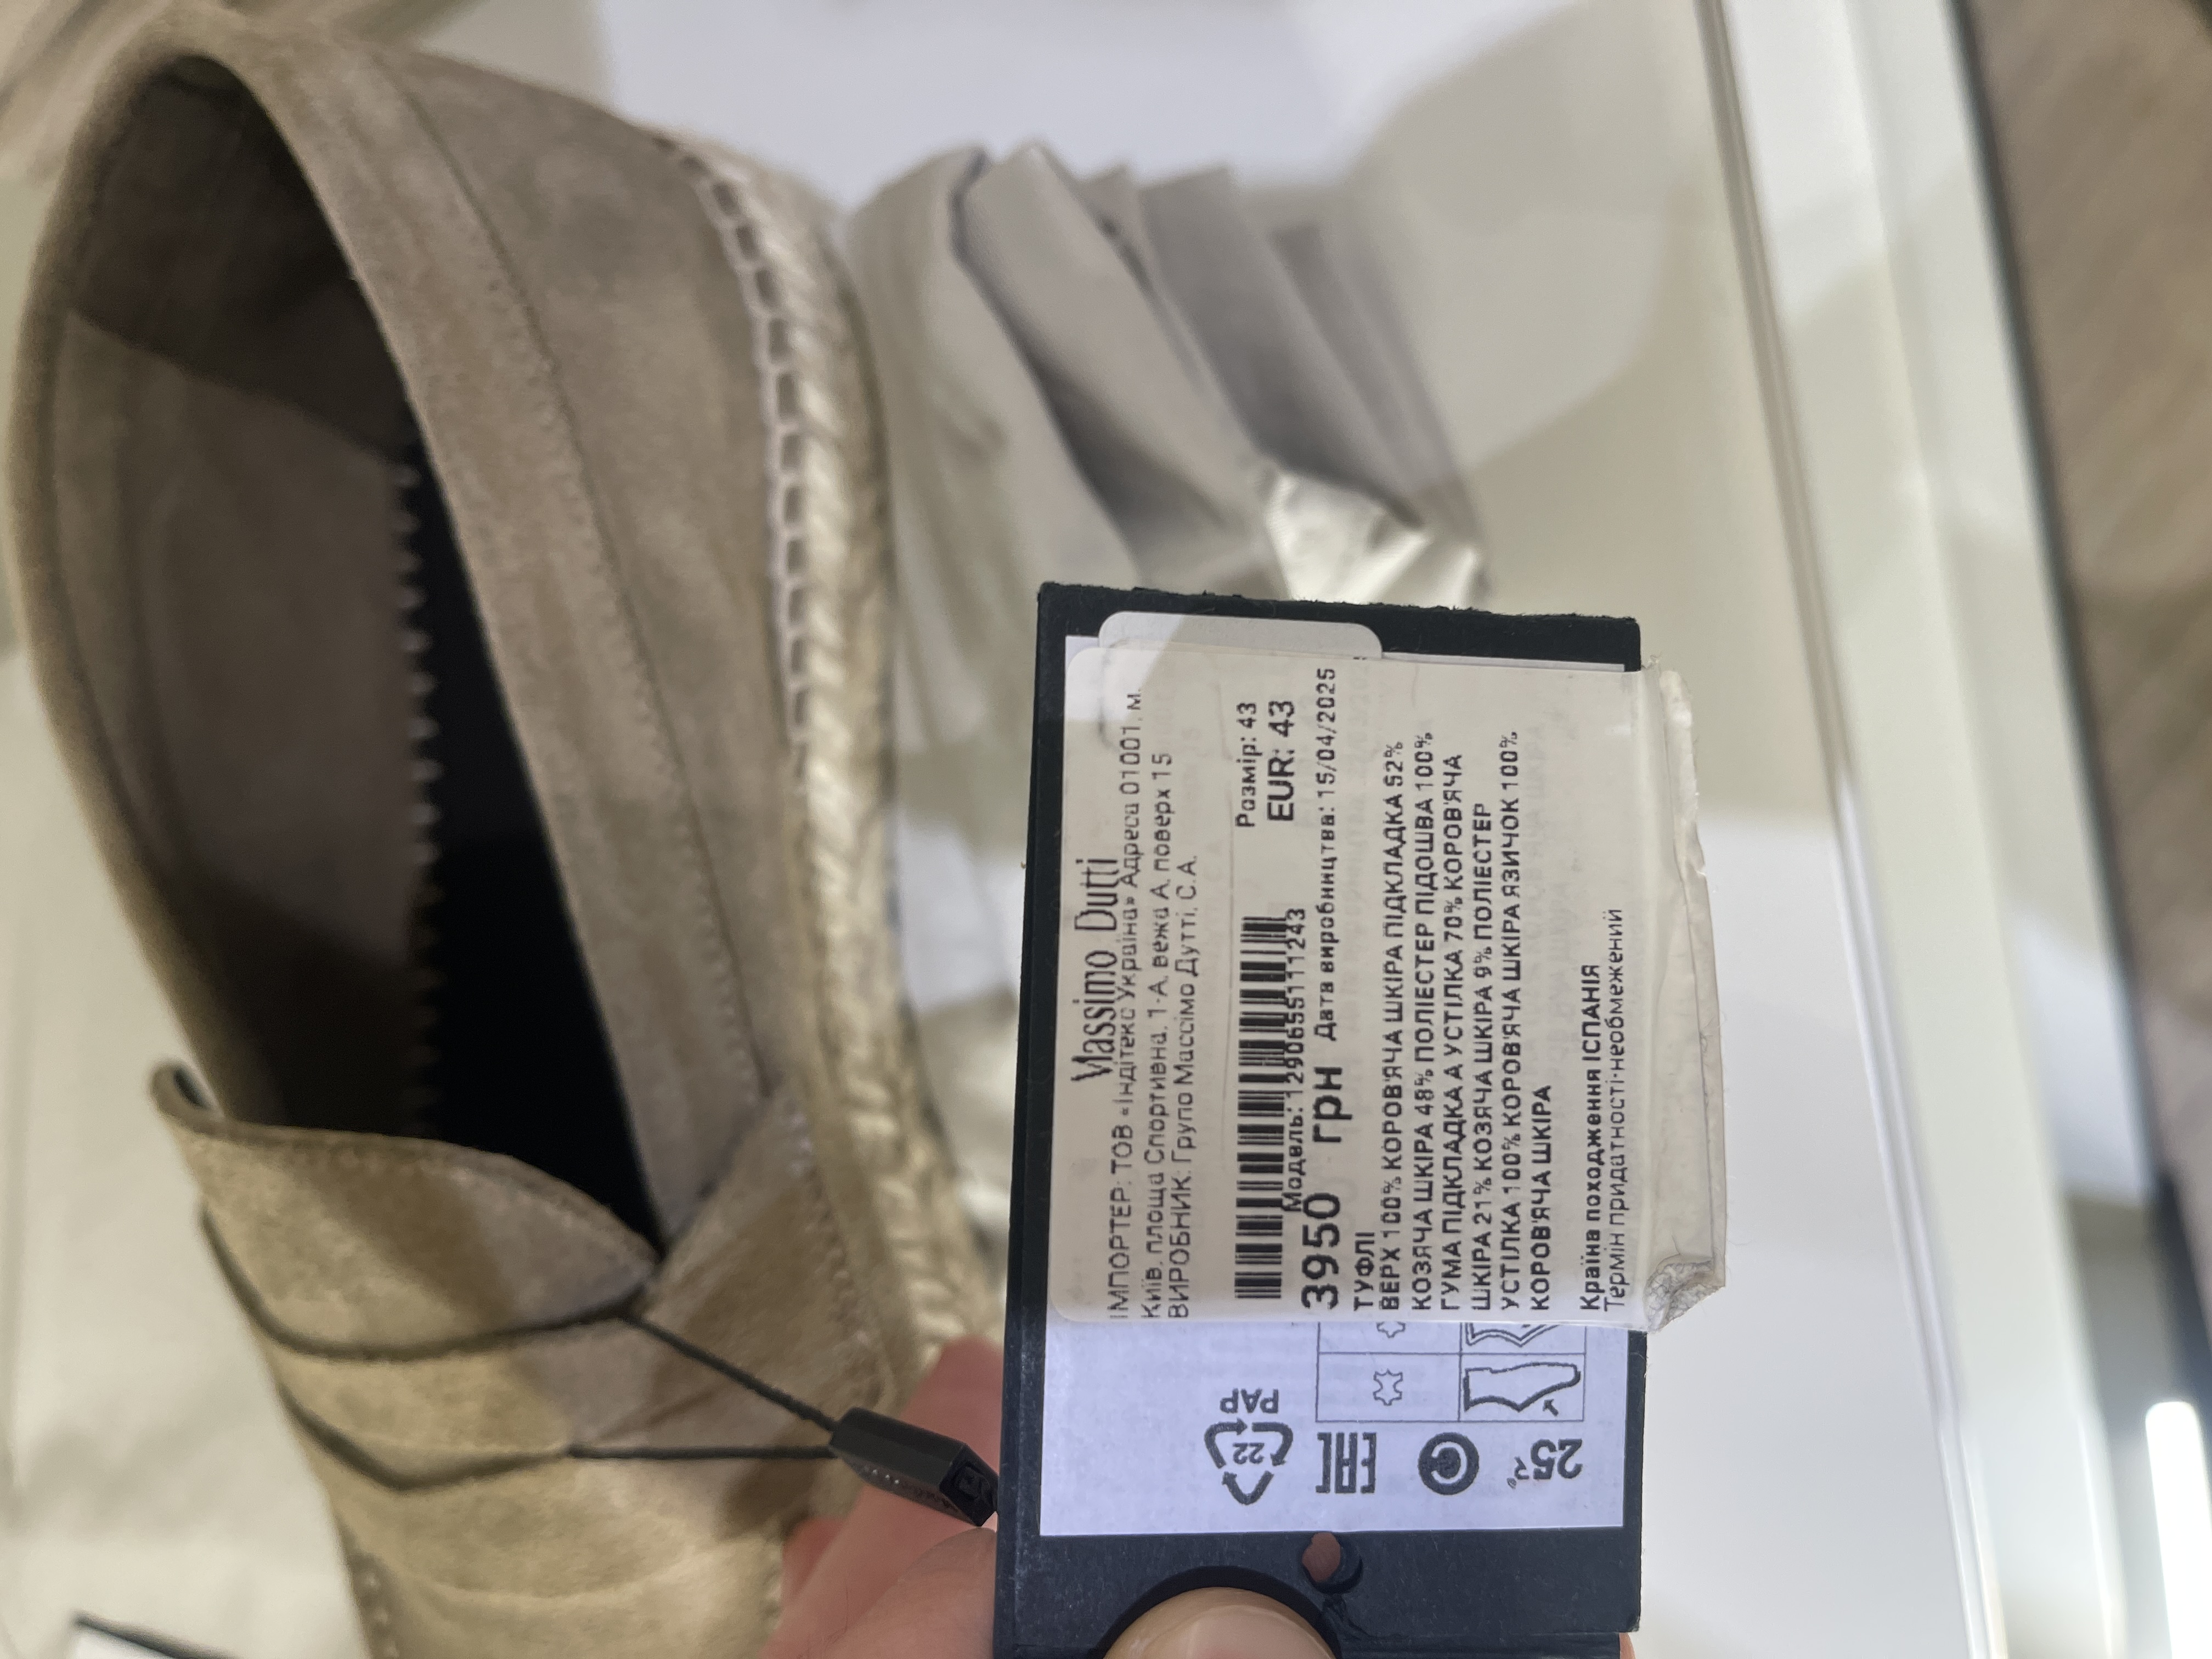 Massimo Dutti
ІМПОРТЕР: ТОВ «Індітекс Україна» Адреса 01001, м.
Київ, площа Спортивна, 1-А, вежа А, поверх 15
ВИРОБНИК: Групо Массімо Дутті, С.А.
Розмір: 43
EUR: 43
Модель: 1290655111243
3950 грн Дата виробництва: 15/04/2025
ТУФЛІ
ВЕРХ 100% КОРОВ'ЯЧА ШКІРА ПІДКЛАДКА 52%
КОЗЯЧА ШКІРА 48% ПОЛІЕСТЕР ПІДОШВА 100%
ГУМА ПІДКЛАДКА А УСТІЛКА 70% КОРОВ'ЯЧА
ШКІРА 21% КОЗЯЧА ШКІРА 9% ПОЛІЕСТЕР
УСТІЛКА 100% КОРОВ'ЯЧА ШКІРА ЯЗИЧОК 100%
КОРОВ'ЯЧА ШКІРА
Країна походження ІСПАНІЯ
Термін придатності-необмежений
22
PAP
EAC
25